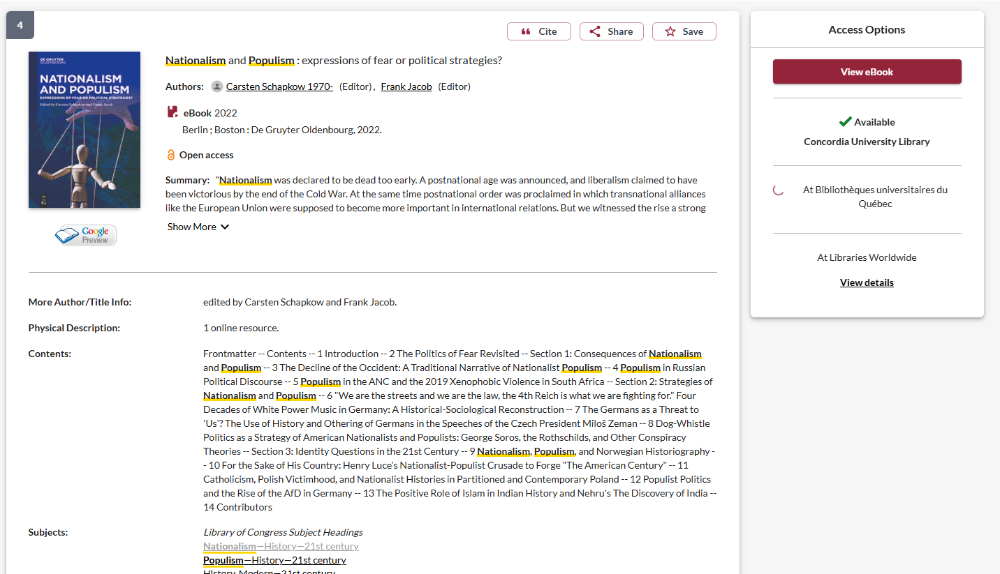 4
Cite
Share
Save
Access Options
DE GRUYTER
OLDENBOURG
NATIONALISM
AND POPULISM
EXPRESSIONS OF FEAR OR POLITICAL STRATEGIES?
Edited by Carsten Schapkow and Frank Jacob
Google
Preview
Nationalism and Populism : expressions of fear or political strategies?
Authors: Carsten Schapkow 1970- (Editor) , Frank Jacob (Editor)
eBook 2022
Berlin ; Boston : De Gruyter Oldenbourg, 2022.
Open access
Summary: "Nationalism was declared to be dead too early. A postnational age was announced, and liberalism claimed to have
been victorious by the end of the Cold War. At the same time postnational order was proclaimed in which transnational alliances
like the European Union were supposed to become more important in international relations. But we witnessed the rise a strong
Show More
View eBook
Available
Concordia University Library
At Bibliothèques universitaires du
Québec
At Libraries Worldwide
View details
More Author/Title Info: edited by Carsten Schapkow and Frank Jacob.
Physical Description: 1 online resource.
Contents: Frontmatter -- Contents -- 1 Introduction -- 2 The Politics of Fear Revisited -- Section 1: Consequences of Nationalism
and Populism -- 3 The Decline of the Occident: A Traditional Narrative of Nationalist Populism -- 4 Populism in Russian
Political Discourse -- 5 Populism in the ANC and the 2019 Xenophobic Violence in South Africa -- Section 2: Strategies of
Nationalism and Populism -- 6 "We are the streets and we are the law, the 4th Reich is what we are fighting for." Four
Decades of White Power Music in Germany: A Historical-Sociological Reconstruction -- 7 The Germans as a Threat to
'Us'? The Use of History and Othering of Germans in the Speeches of the Czech President Miloš Zeman -- 8 Dog-Whistle
Politics as a Strategy of American Nationalists and Populists: George Soros, the Rothschilds, and Other Conspiracy
Theories -- Section 3: Identity Questions in the 21st Century -- 9 Nationalism, Populism, and Norwegian Historiography -
- 10 For the Sake of His Country: Henry Luce's Nationalist-Populist Crusade to Forge "The American Century" -- 11
Catholicism, Polish Victimhood, and Nationalist Histories in Partitioned and Contemporary Poland -- 12 Populist Politics
and the Rise of the AfD in Germany -- 13 The Positive Role of Islam in Indian History and Nehru's The Discovery of India --
14 Contributors
Subjects: Library of Congress Subject Headings
Nationalism—History—21st century
Populism—History—21st century
History, Modern—21st century